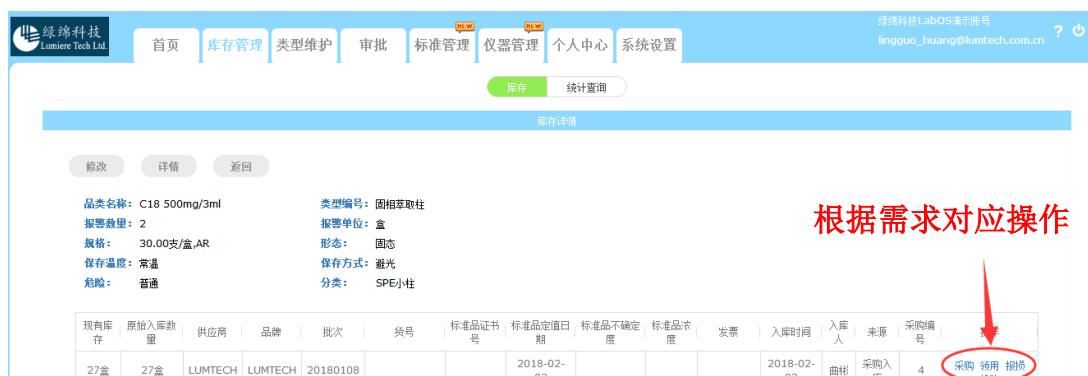 绿绵科技
Lumiere Tech Ltd.
首页
库存管理
类型维护
审批
NEW
标准管理
NEW
仪器管理
个人中心
系统设置
绿绵科技LabOS演示账号
lingguo_huang@lumtech.com.cn
?
库存
统计查询
库存详情
修改
详情
返回
品类名称: C18 500mg/3ml 类型编号: 固相萃取柱
报警数量: 2 报警单位: 盒
规格: 30.00支/盒,AR 形态: 固态
保存温度: 常温 保存方式: 避光
危险: 普通 分类: SPE小柱
根据需求对应操作
现有库存 原始入库数量 供应商 品牌 批次 货号 标准品证书号 标准品定值日期 标准品不确定度 标准品浓度 发票 入库时间 入库人 来源 采购编号
27盒 27盒 LUMTECH LUMTECH 20180108 2018-02- 2018-02- 曲彬 采购入 4 采购 领用 报损